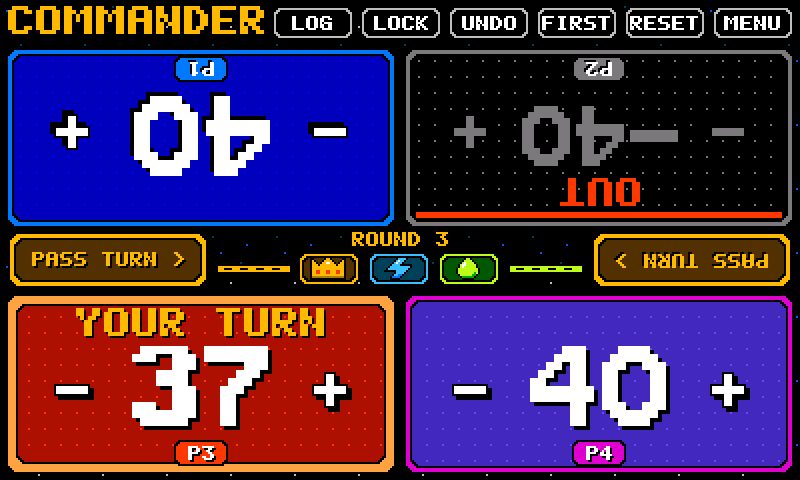 COMMANDER LOG LOCK UNDO FIRST RESET MENU
P1
+ 40 -
P2
+ -40 -
OUT
ROUND 3
PASS TURN >
PASS TURN >
YOUR TURN
- 37 +
P3
- 40 +
P4